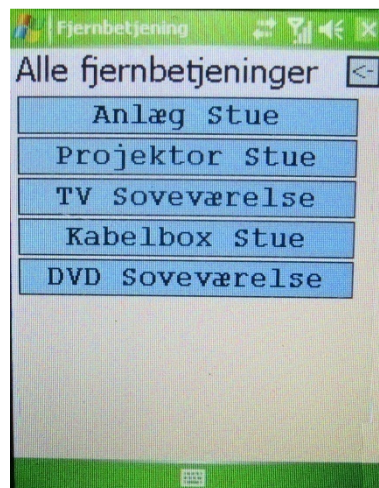 Fjernbetjening
Alle fjernbetjeninger <-
Anlæg Stue
Projektor Stue
TV Soveværelse
Kabelbox Stue
DVD Soveværelse